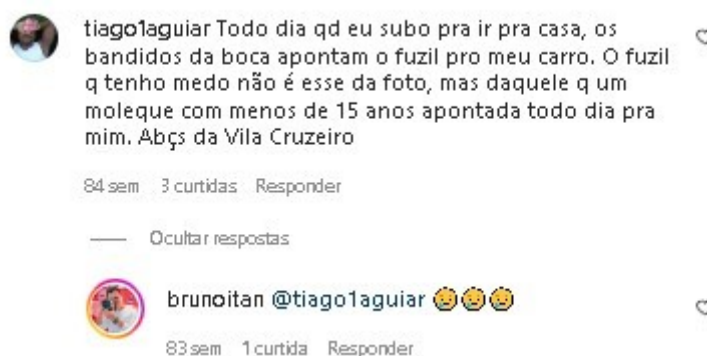 tiago1aguiar Todo dia qd eu subo pra ir pra casa, os
bandidos da boca apontam o fuzil pro meu carro. O fuzil
q tenho medo não é esse da foto, mas daquele q um
moleque com menos de 15 anos apontada todo dia pra
mim. Abçs da Vila Cruzeiro
84 sem 3 curtidas Responder
Ocultar respostas
brunoitan @tiago1aguiar 😢😢😢
83 sem 1 curtida Responder